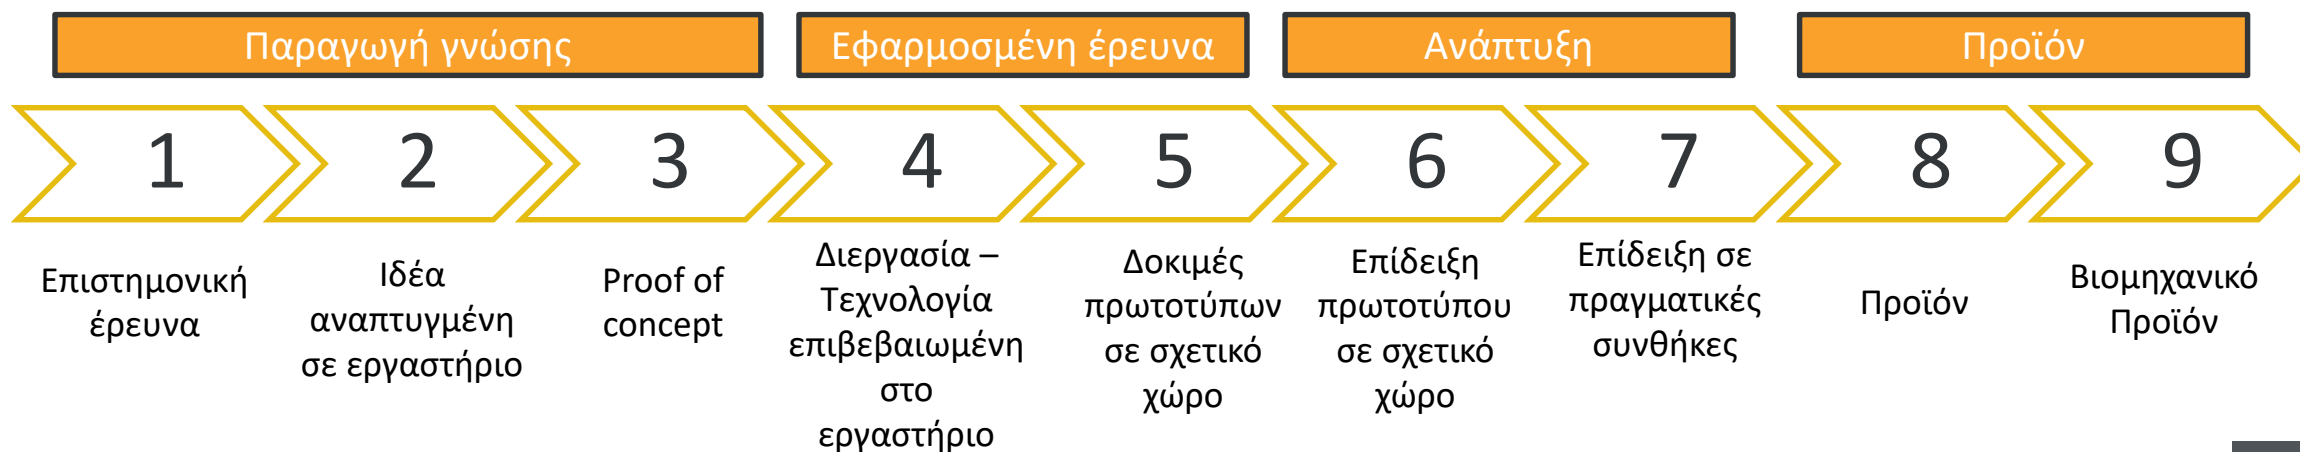 Παραγωγή γνώσης
Εφαρμοσμένη έρευνα
Ανάπτυξη
Προϊόν
1
2
3
4
5
6
7
8
9
Επιστημονική
έρευνα
Ιδέα
αναπτυγμένη
σε εργαστήριο
Proof of
concept
Διεργασία –
Τεχνολογία
επιβεβαιωμένη
στο
εργαστήριο
Δοκιμές
πρωτοτύπων
σε σχετικό
χώρο
Επίδειξη
πρωτοτύπου
σε σχετικό
χώρο
Επίδειξη σε
πραγματικές
συνθήκες
Προϊόν
Βιομηχανικό
Προϊόν